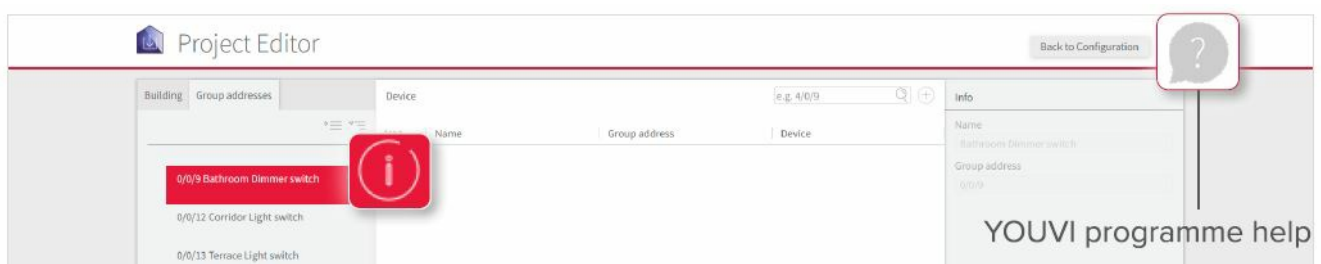 Project Editor
Back to Configuration
?
Building Group addresses
Device
e.g. 4/0/9
Info
Name Group address Device
Name
Bathroom Dimmer switch
Group address
0/0/9
i
0/0/9 Bathroom Dimmer switch
0/0/12 Corridor Light switch
0/0/13 Terrace Light switch
YOUVI programme help